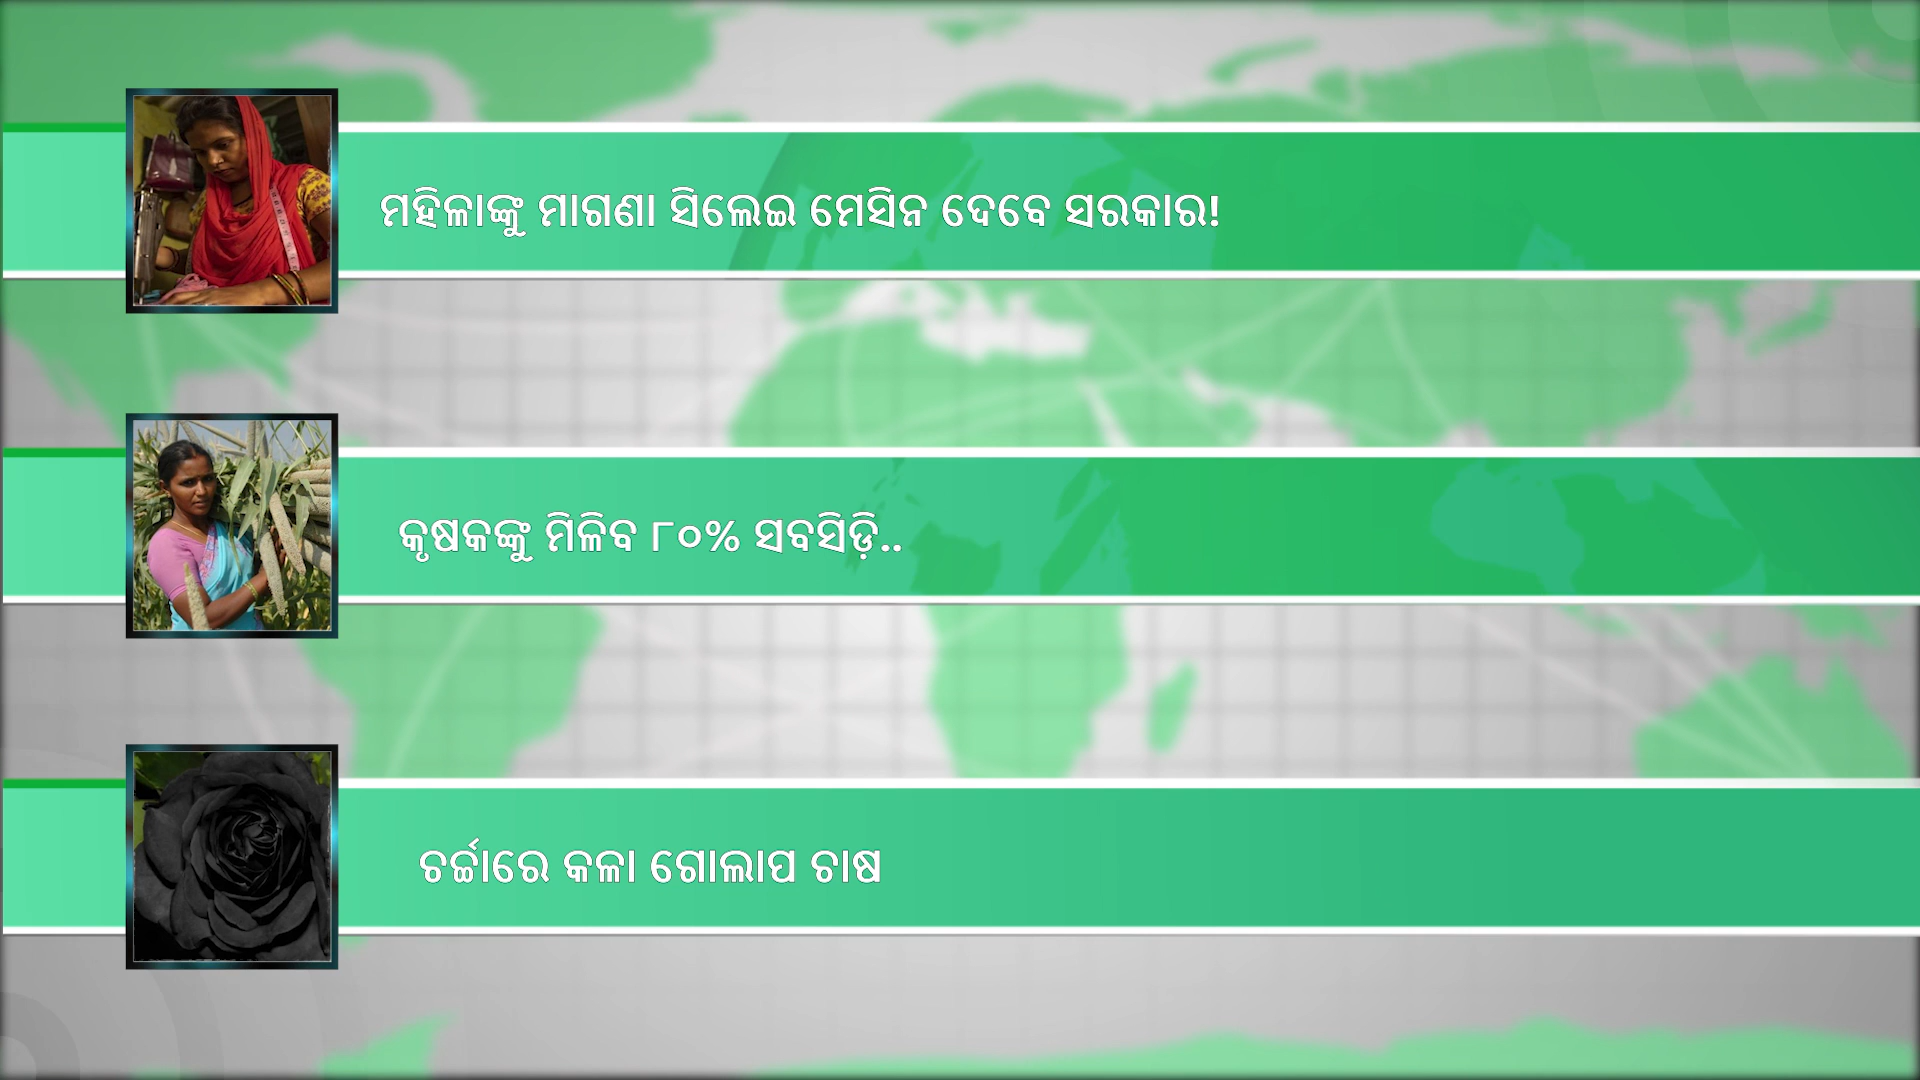 ମହିଳାଙ୍କୁ ମାଗଣା ସିଲେଇ ମେସିନ ଦେବେ ସରକାର!
କୃଷକଙ୍କୁ ମିଳିବ ୮୦% ସବସିଡ଼ି..
ଚର୍ଚ୍ଚାରେ କଳା ଗୋଲାପ ଚାଷ